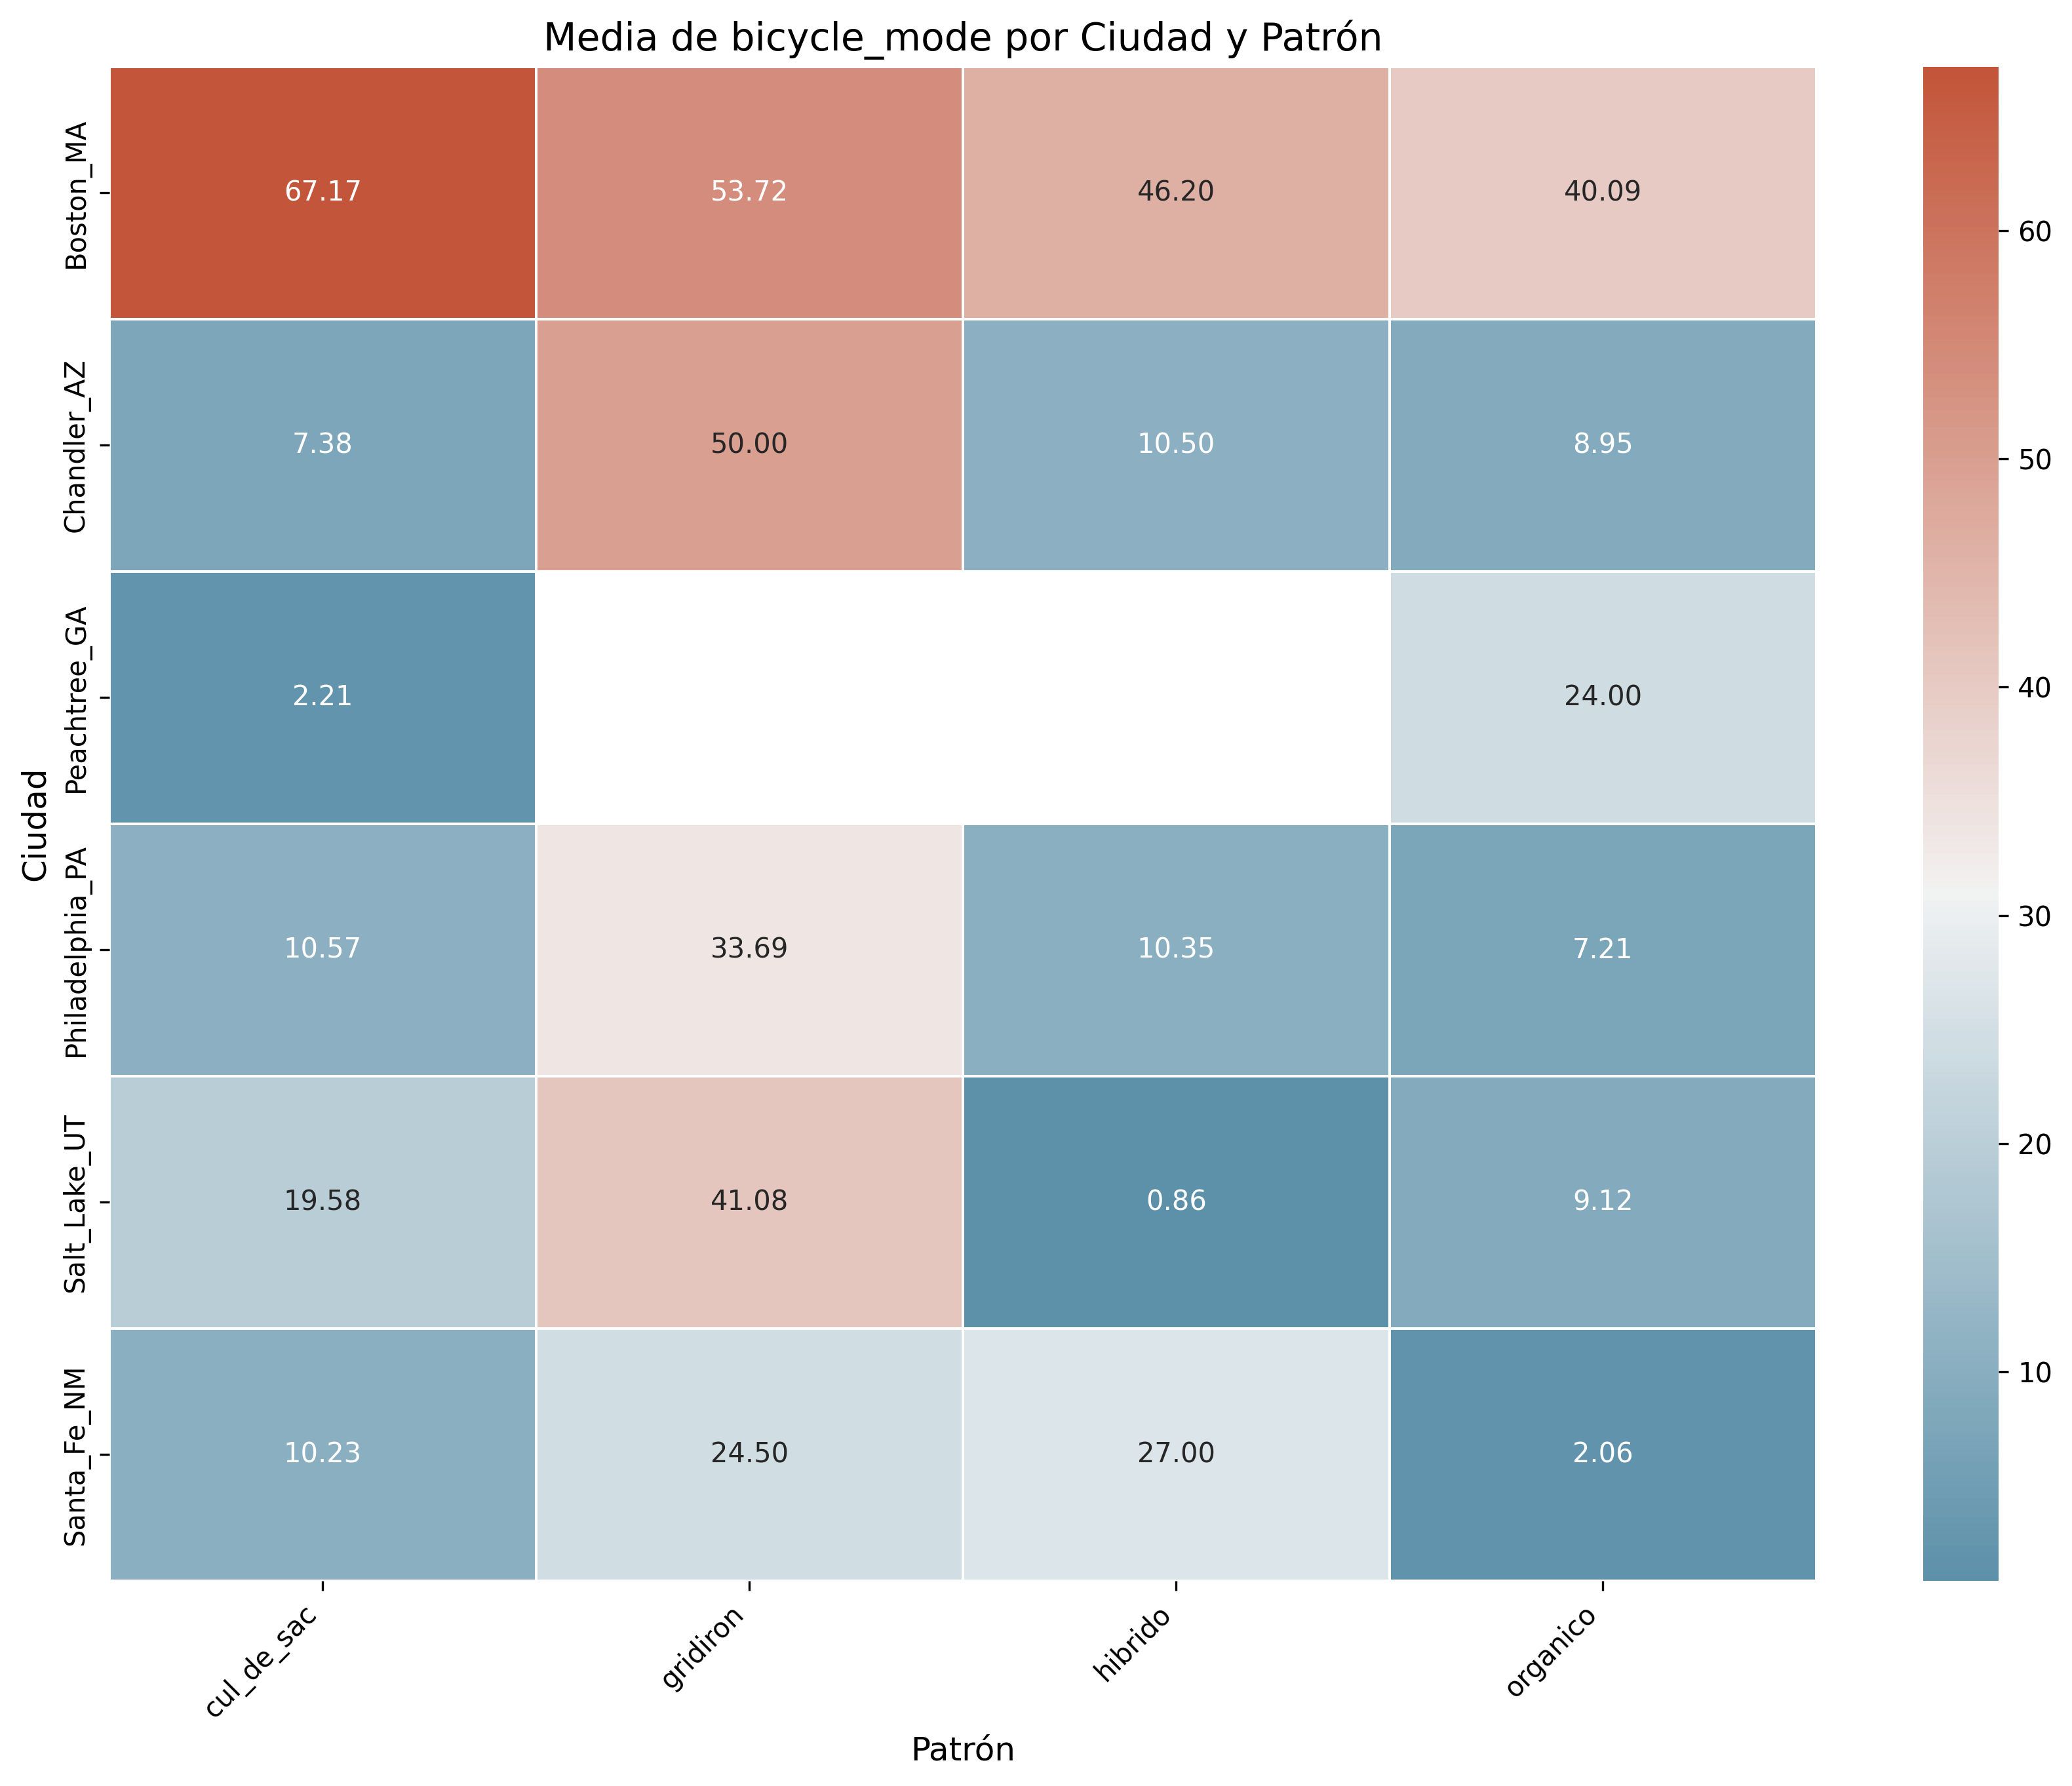 Media de bicycle_mode por Ciudad y Patrón
Ciudad
Boston_MA
67.17 53.72 46.20 40.09
Chandler_AZ
7.38 50.00 10.50 8.95
Peachtree_GA
2.21 24.00
Philadelphia_PA
10.57 33.69 10.35 7.21
Salt_Lake_UT
19.58 41.08 0.86 9.12
Santa_Fe_NM
10.23 24.50 27.00 2.06
cul_de_sac gridiron hibrido organico
Patrón
60
50
40
30
20
10